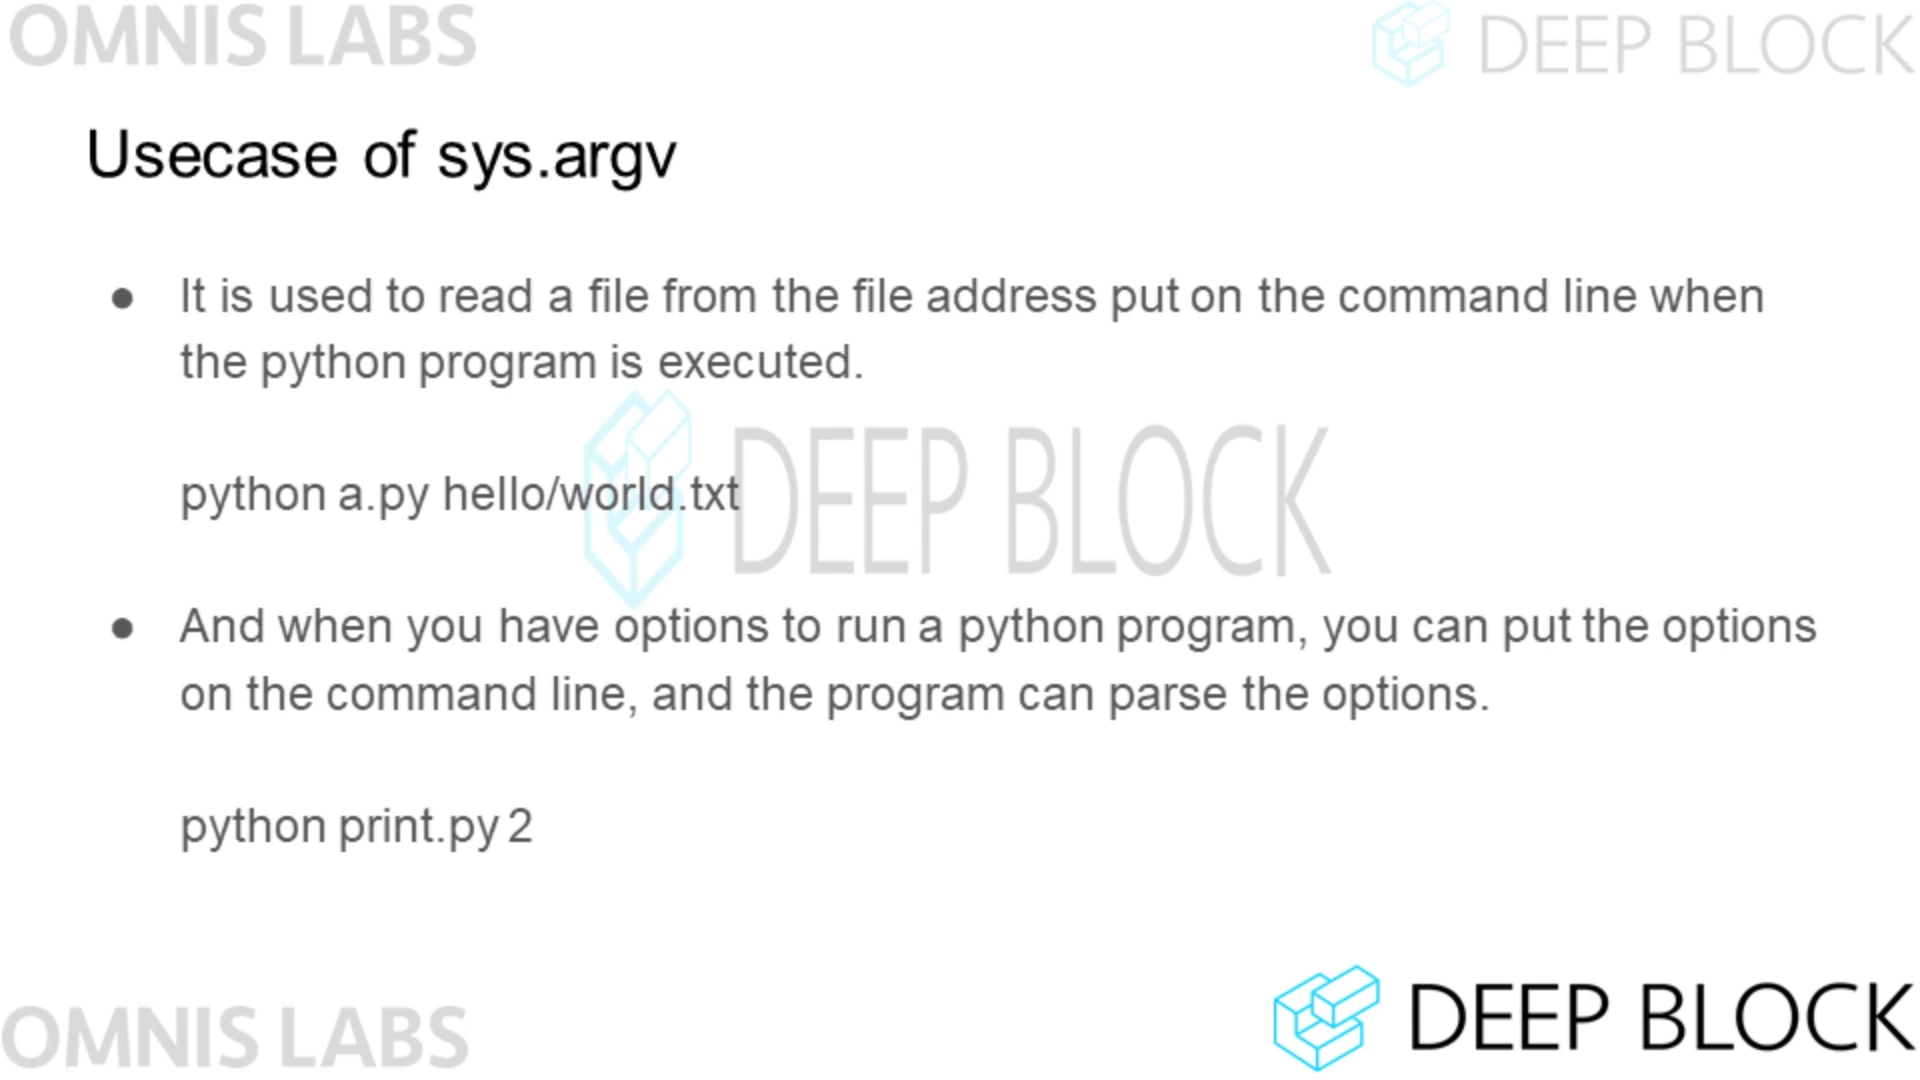 OMNIS LABS
DEEP BLOCK
Usecase of sys.argv
● It is used to read a file from the file address put on the command line when
the python program is executed.
DEEP BLOCK
python a.py hello/world.txt
● And when you have options to run a python program, you can put the options
on the command line, and the program can parse the options.
python print.py 2
OMNIS LABS
DEEP BLOCK